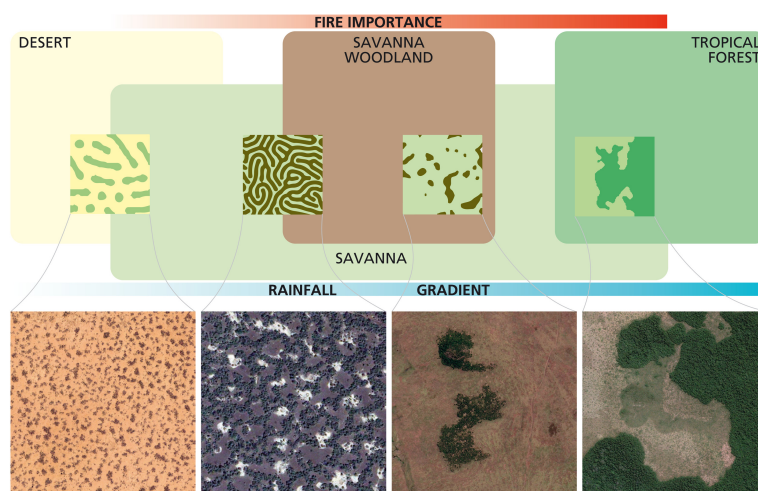 FIRE IMPORTANCE
DESERT
SAVANNA
WOODLAND
TROPICAL
FOREST
SAVANNA
RAINFALL GRADIENT